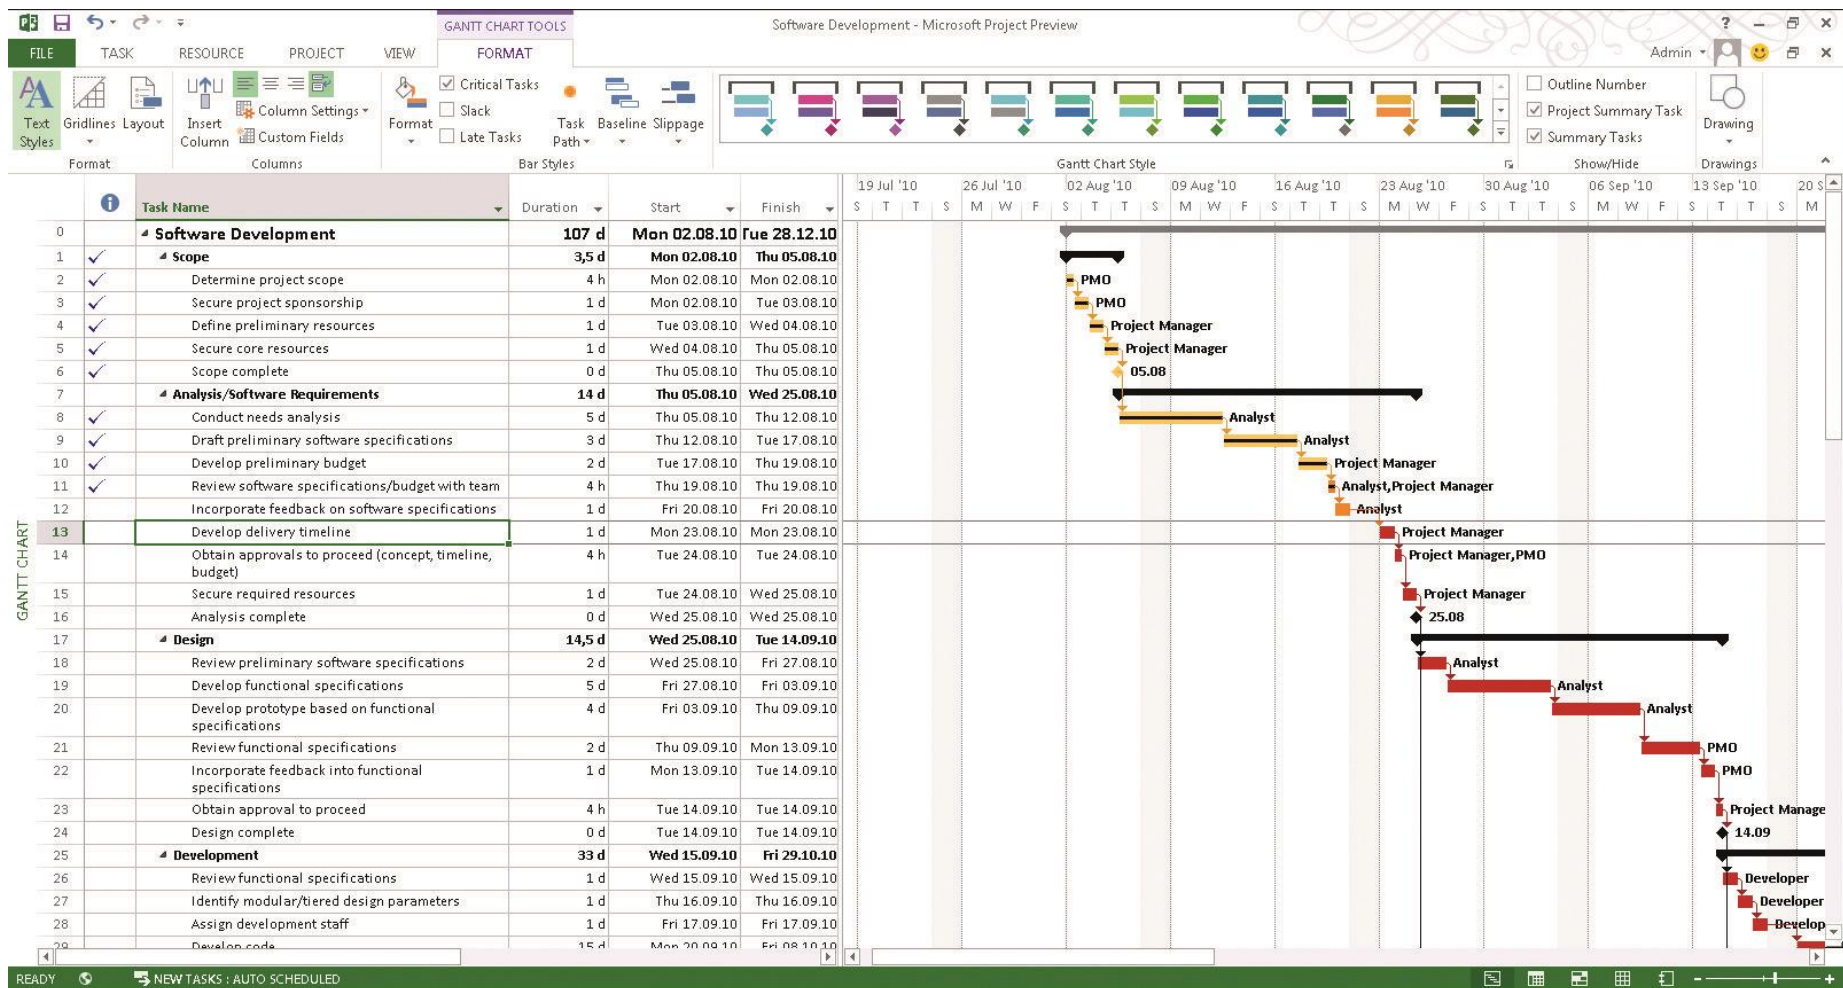 GANTT CHART TOOLS
Software Development - Microsoft Project Preview
FILE TASK RESOURCE PROJECT VIEW FORMAT
Admin
Text Styles
Gridlines
Layout
Format
Insert Column
Column Settings
Custom Fields
Columns
Format
Critical Tasks
Slack
Late Tasks
Task Path
Baseline
Slippage
Bar Styles
Gantt Chart Style
Outline Number
Project Summary Task
Summary Tasks
Show/Hide
Drawing
Drawings
19 Jul '10 26 Jul '10 02 Aug '10 09 Aug '10 16 Aug '10 23 Aug '10 30 Aug '10 06 Sep '10 13 Sep '10 20 S
Task Name Duration Start Finish
S T T S M W F S T T S M W F S T T S M W F S T T S M W F S T T S M
0 Software Development 107 d Mon 02.08.10 Tue 28.12.10
1 Scope 3,5 d Mon 02.08.10 Thu 05.08.10
2 Determine project scope 4 h Mon 02.08.10 Mon 02.08.10 PMO
3 Secure project sponsorship 1 d Mon 02.08.10 Tue 03.08.10 PMO
4 Define preliminary resources 1 d Tue 03.08.10 Wed 04.08.10 Project Manager
5 Secure core resources 1 d Wed 04.08.10 Thu 05.08.10 Project Manager
6 Scope complete 0 d Thu 05.08.10 Thu 05.08.10 05.08
7 Analysis/Software Requirements 14 d Thu 05.08.10 Wed 25.08.10
8 Conduct needs analysis 5 d Thu 05.08.10 Thu 12.08.10 Analyst
9 Draft preliminary software specifications 3 d Thu 12.08.10 Tue 17.08.10 Analyst
10 Develop preliminary budget 2 d Tue 17.08.10 Thu 19.08.10 Project Manager
11 Review software specifications/budget with team 4 h Thu 19.08.10 Thu 19.08.10 Analyst,Project Manager
12 Incorporate feedback on software specifications 1 d Fri 20.08.10 Fri 20.08.10 Analyst
13 Develop delivery timeline 1 d Mon 23.08.10 Mon 23.08.10 Project Manager
14 Obtain approvals to proceed (concept, timeline, 4 h Tue 24.08.10 Tue 24.08.10 Project Manager,PMO
budget)
15 Secure required resources 1 d Tue 24.08.10 Wed 25.08.10 Project Manager
16 Analysis complete 0 d Wed 25.08.10 Wed 25.08.10 25.08
17 Design 14,5 d Wed 25.08.10 Tue 14.09.10
18 Review preliminary software specifications 2 d Wed 25.08.10 Fri 27.08.10 Analyst
19 Develop functional specifications 5 d Fri 27.08.10 Fri 03.09.10 Analyst
20 Develop prototype based on functional 4 d Fri 03.09.10 Thu 09.09.10 Analyst
specifications
21 Review functional specifications 2 d Thu 09.09.10 Mon 13.09.10 PMO
22 Incorporate feedback into functional 1 d Mon 13.09.10 Tue 14.09.10 PMO
specifications
23 Obtain approval to proceed 4 h Tue 14.09.10 Tue 14.09.10 Project Manage
24 Design complete 0 d Tue 14.09.10 Tue 14.09.10 14.09
25 Development 33 d Wed 15.09.10 Fri 29.10.10
26 Review functional specifications 1 d Wed 15.09.10 Wed 15.09.10 Developer
27 Identify modular/tiered design parameters 1 d Thu 16.09.10 Thu 16.09.10 Developer
28 Assign development staff 1 d Fri 17.09.10 Fri 17.09.10 Develop
29 Develop code 15 d Mon 20.09.10 Fri 08.10.10
GANTT CHART
READY NEW TASKS : AUTO SCHEDULED